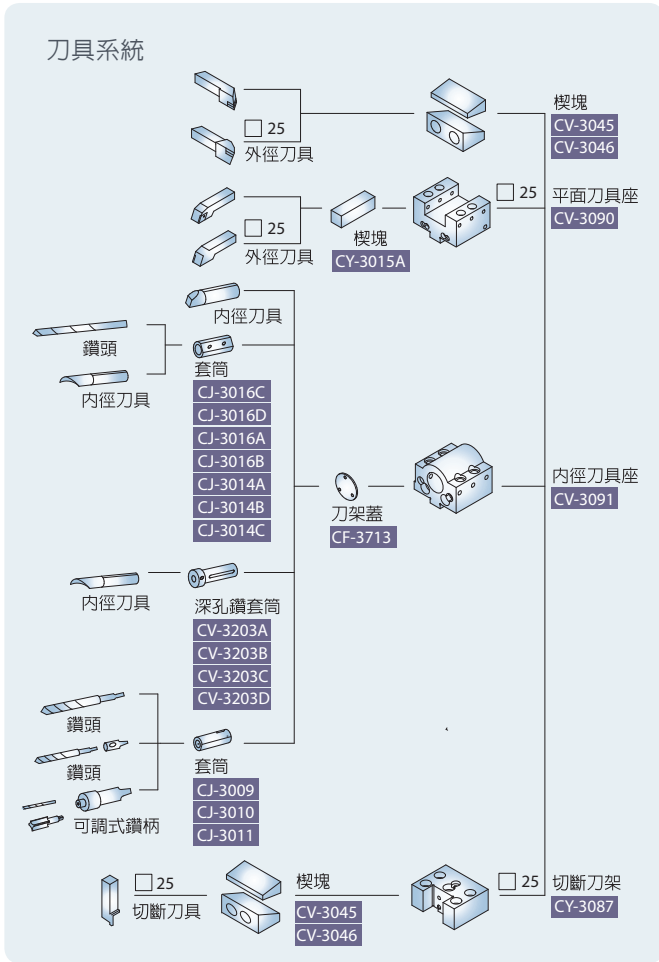 刀具系統
□ 25
外徑刀具
楔塊
CV-3045
CV-3046
□ 25
外徑刀具
楔塊
CY-3015A
□ 25
平面刀具座
CV-3090
內徑刀具
鑽頭
內徑刀具
套筒
CJ-3016C
CJ-3016D
CJ-3016A
CJ-3016B
CJ-3014A
CJ-3014B
CJ-3014C
刀架蓋
CF-3713
內徑刀具座
CV-3091
內徑刀具
深孔鑽套筒
CV-3203A
CV-3203B
CV-3203C
CV-3203D
鑽頭
鑽頭
可調式鑽柄
套筒
CJ-3009
CJ-3010
CJ-3011
□ 25
切斷刀具
楔塊
CV-3045
CV-3046
□ 25
切斷刀架
CY-3087